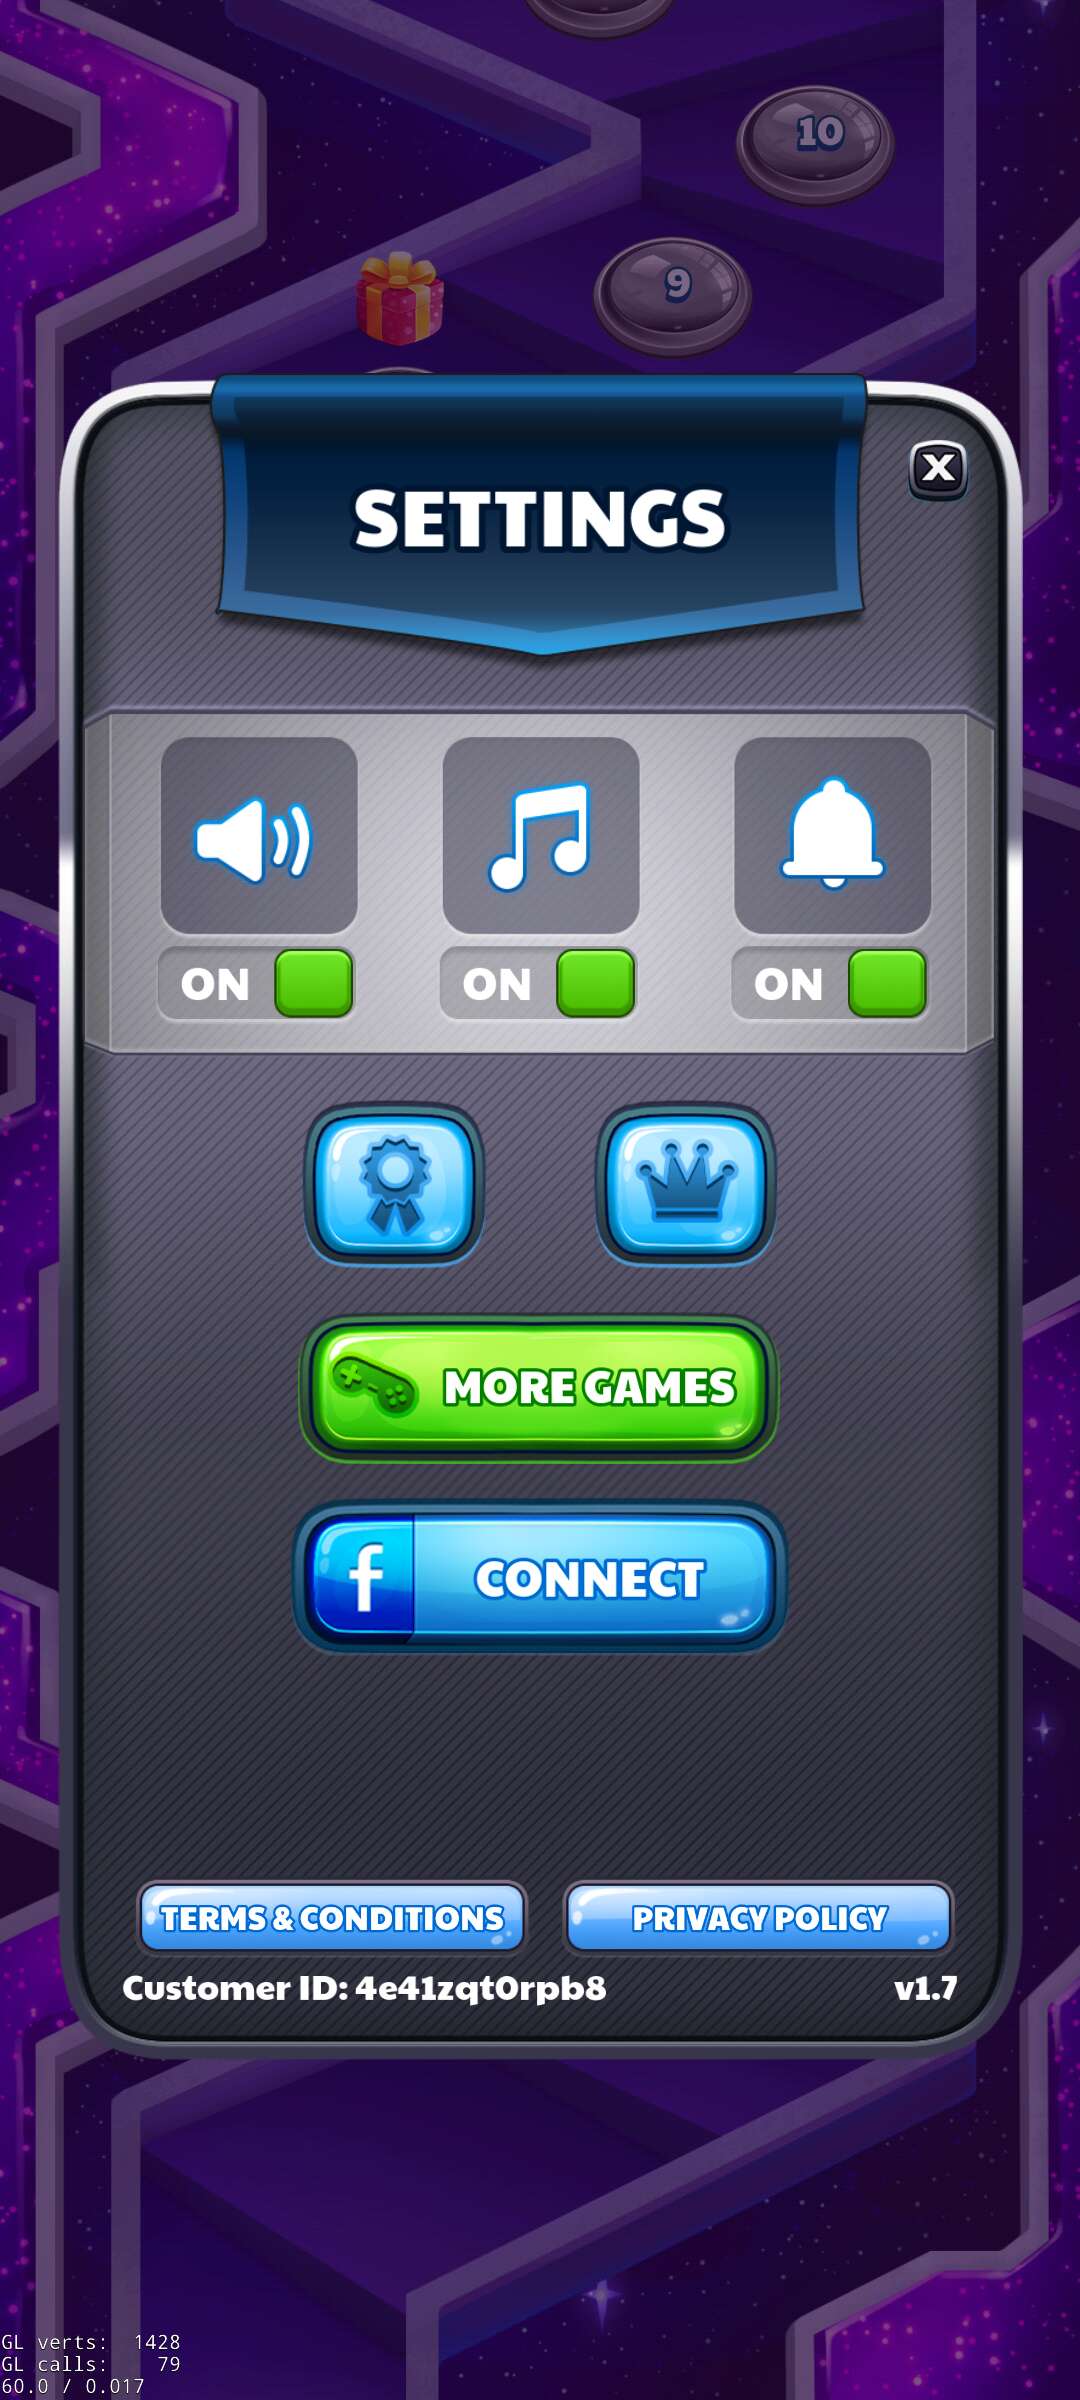 10
9
X
SETTINGS
ON ON ON
MORE GAMES
f CONNECT
TERMS & CONDITIONS PRIVACY POLICY
Customer ID: 4e41zqt0rpb8 v1.7
GL verts: 1428
GL calls: 79
60.0 / 0.017